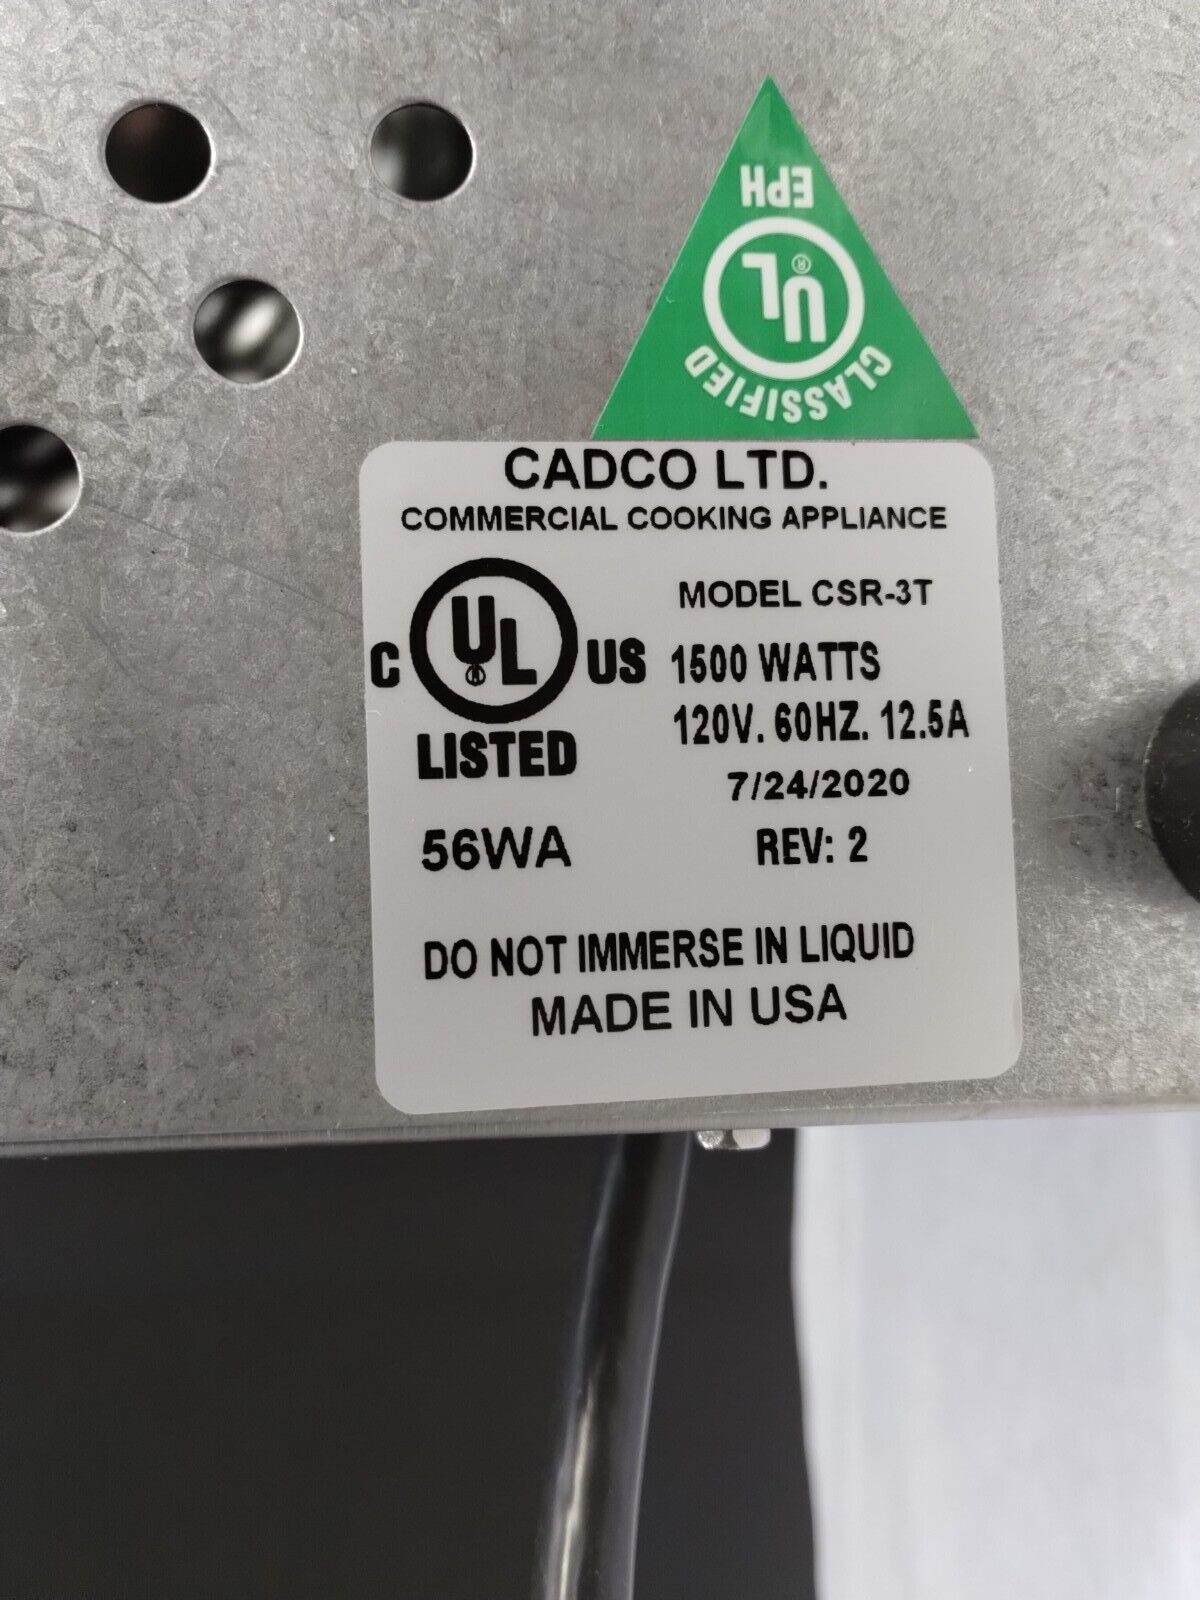 EPH
UL®
CLASSIFIED
CADCO LTD.
COMMERCIAL COOKING APPLIANCE
C UL® US
LISTED
56WA
MODEL CSR-3T
1500 WATTS
120V. 60HZ. 12.5A
7/24/2020
REV: 2
DO NOT IMMERSE IN LIQUID
MADE IN USA